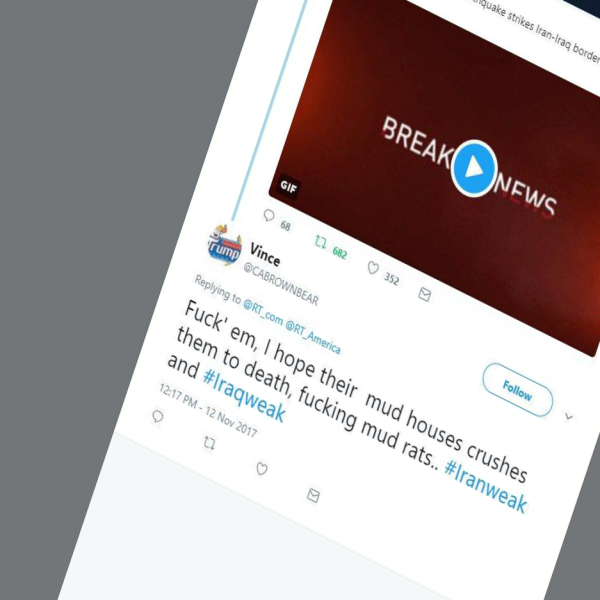 quake strikes Iran-Iraq border
BREAK NEWS
GIF
68 682 352
Trump
Vince
@CABROWNBEAR
Follow
Replying to @RT_com @RT_America
Fuck' em, I hope their mud houses crushes
them to death, fucking mud rats.. #Iranweak
and #Iraqweak
12:17 PM - 12 Nov 2017